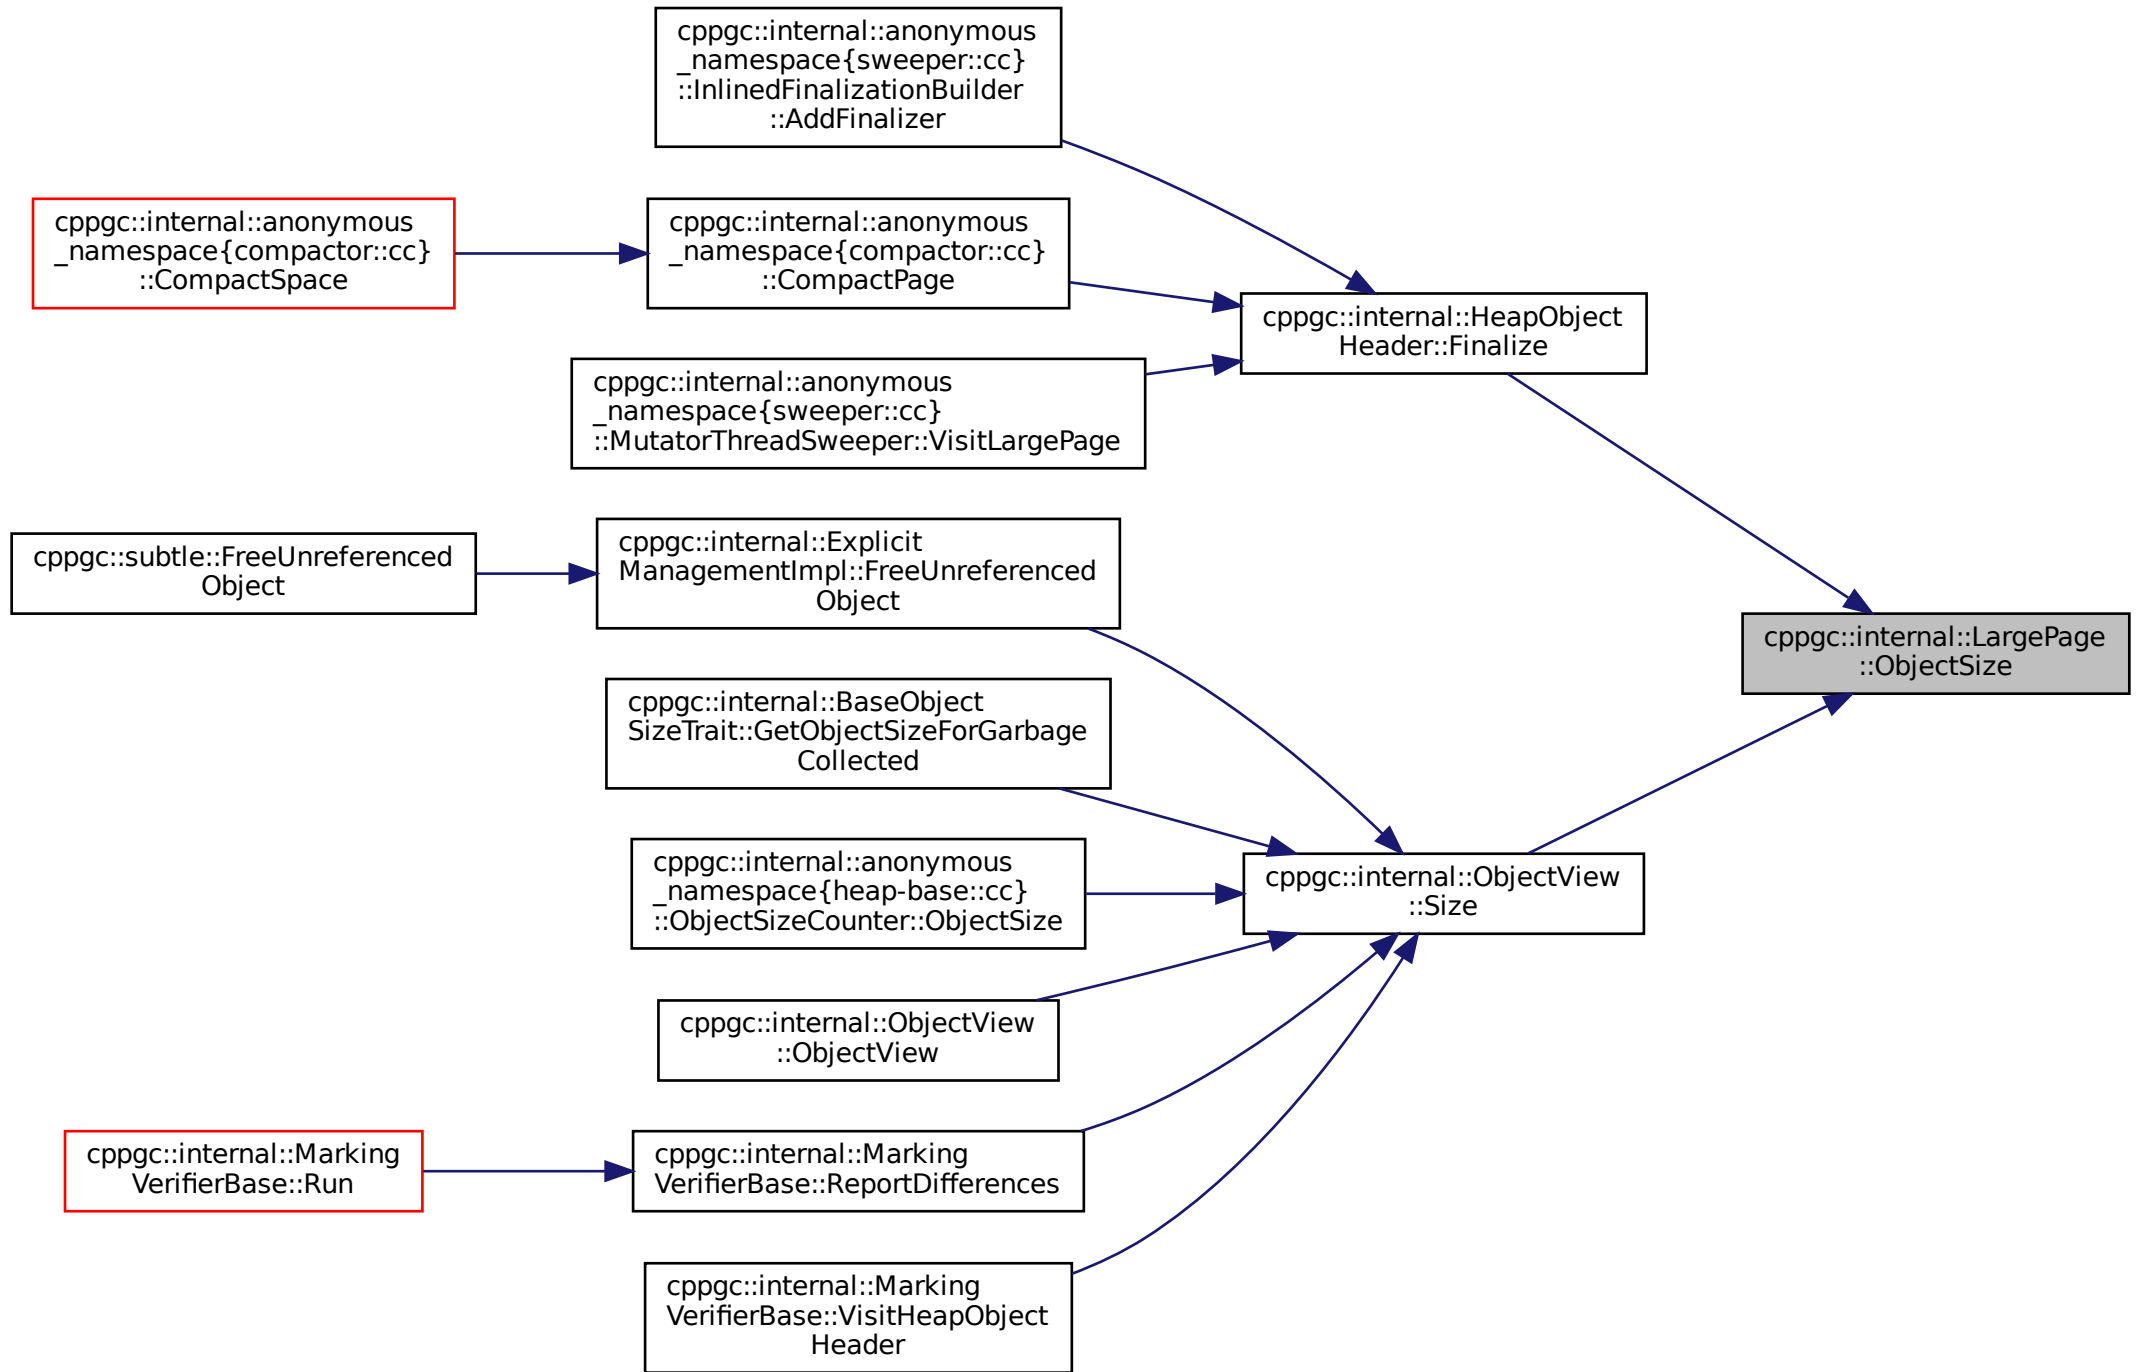 cppgc::internal::anonymous
_namespace{sweeper::cc}
::InlinedFinalizationBuilder
::AddFinalizer
cppgc::internal::anonymous
_namespace{compactor::cc}
::CompactSpace
cppgc::internal::anonymous
_namespace{compactor::cc}
::CompactPage
cppgc::internal::HeapObject
Header::Finalize
cppgc::internal::anonymous
_namespace{sweeper::cc}
::MutatorThreadSweeper::VisitLargePage
cppgc::subtle::FreeUnreferenced
Object
cppgc::internal::Explicit
ManagementImpl::FreeUnreferenced
Object
cppgc::internal::LargePage
::ObjectSize
cppgc::internal::BaseObject
SizeTrait::GetObjectSizeForGarbage
Collected
cppgc::internal::anonymous
_namespace{heap-base::cc}
::ObjectSizeCounter::ObjectSize
cppgc::internal::ObjectView
::Size
cppgc::internal::ObjectView
::ObjectView
cppgc::internal::Marking
VerifierBase::Run
cppgc::internal::Marking
VerifierBase::ReportDifferences
cppgc::internal::Marking
VerifierBase::VisitHeapObject
Header